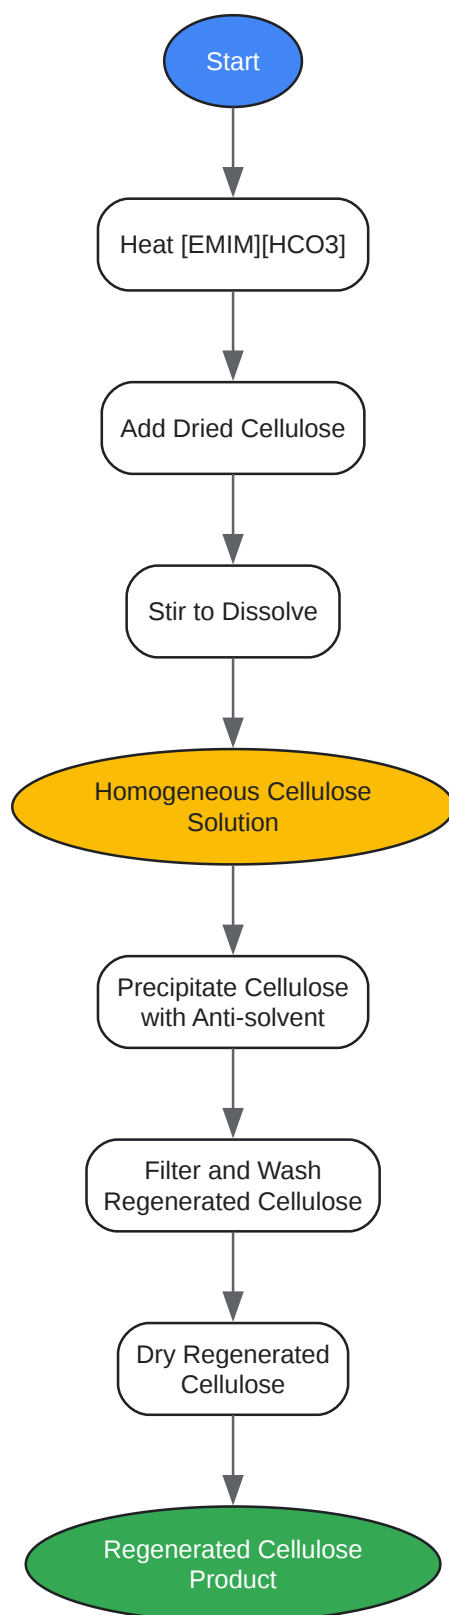 Start
Heat [EMIM][HCO3]
Add Dried Cellulose
Stir to Dissolve
Homogeneous Cellulose
Solution
Precipitate Cellulose
with Anti-solvent
Filter and Wash
Regenerated Cellulose
Dry Regenerated
Cellulose
Regenerated Cellulose
Product